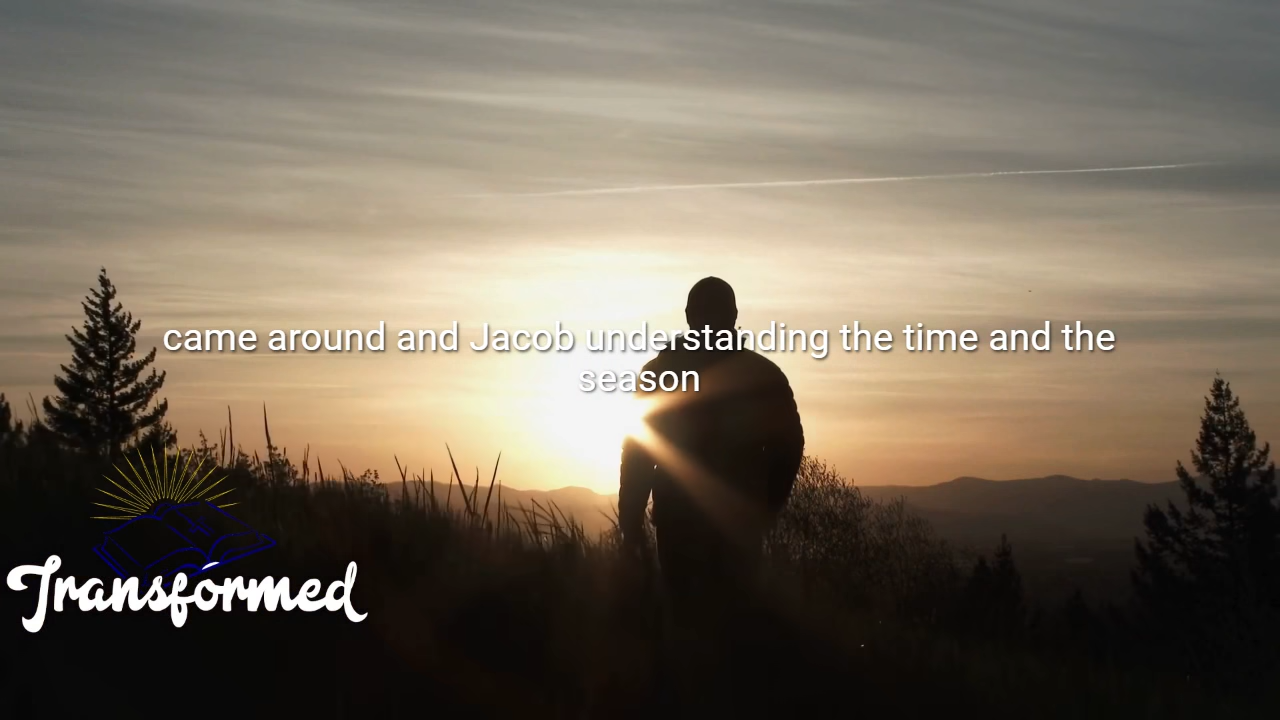 came around and Jacob understanding the time and the
season
Transformed